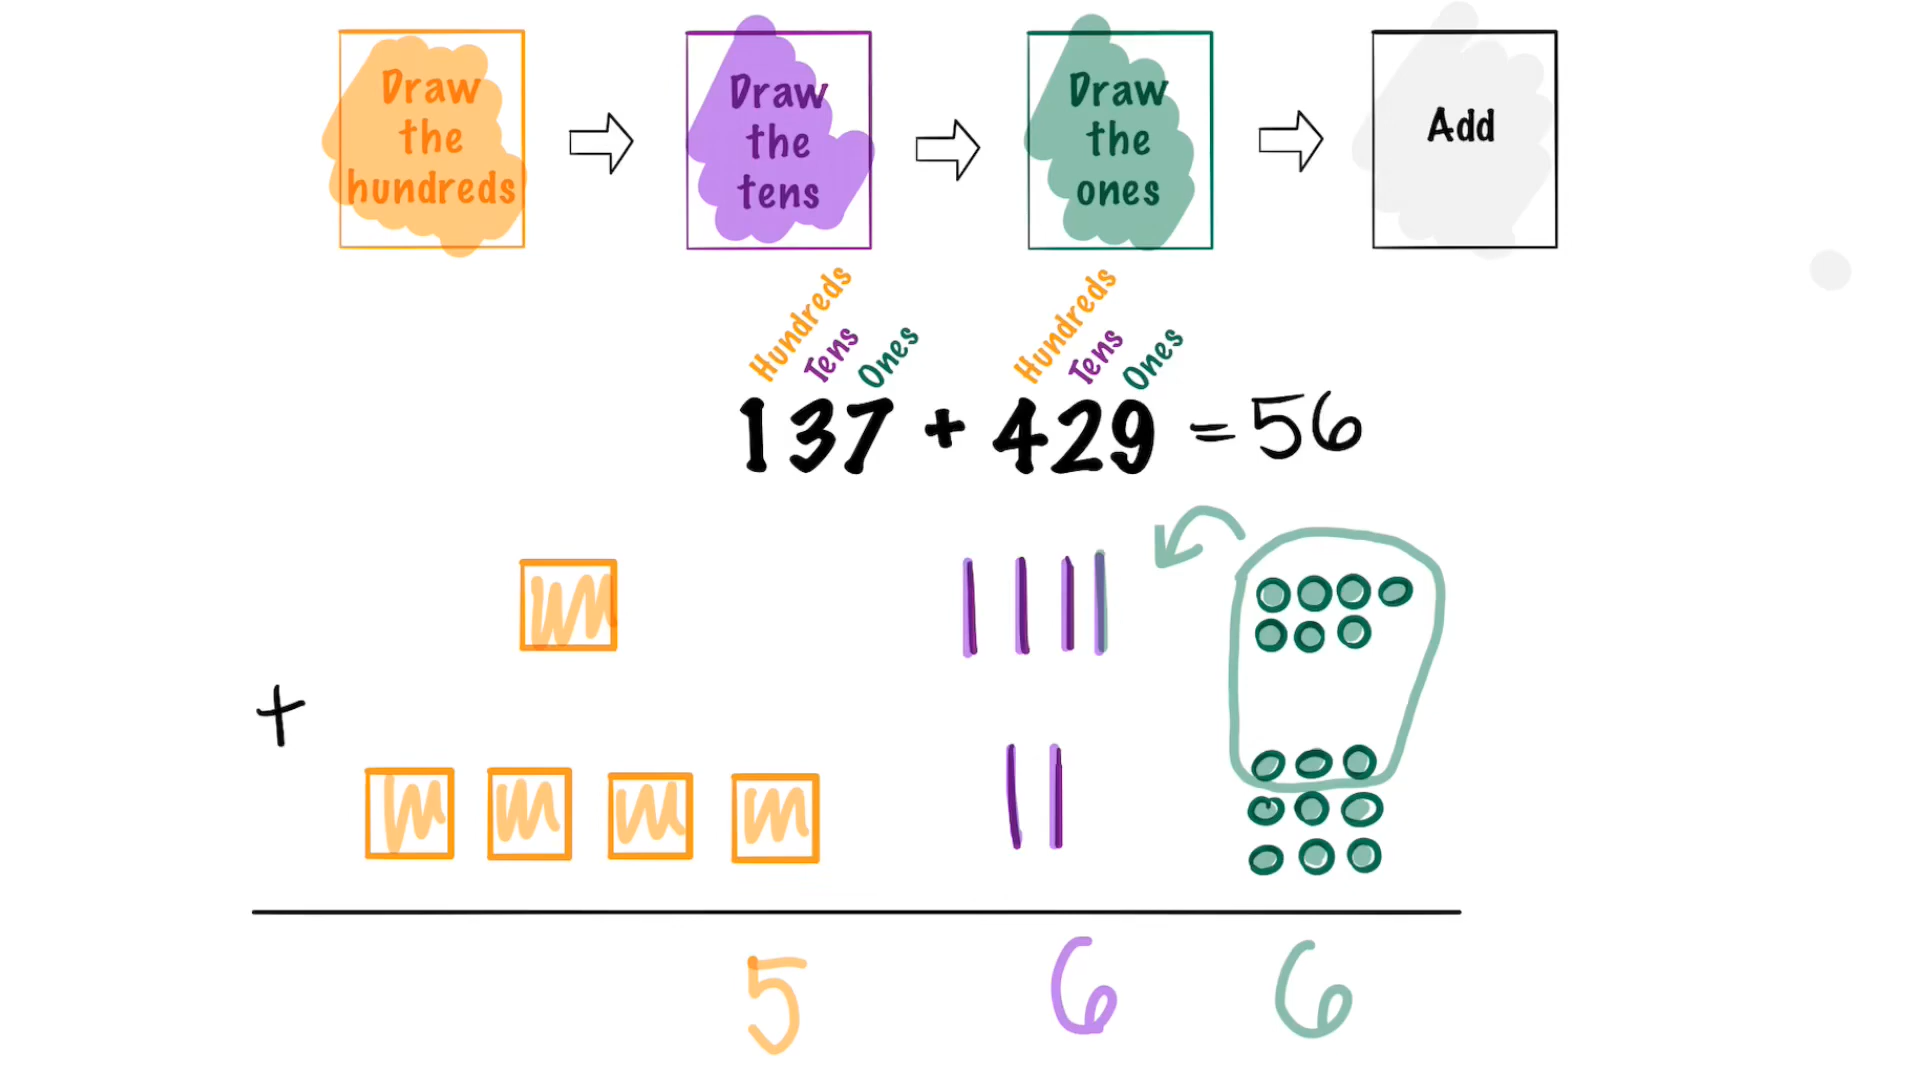 Draw
the
hundreds
Draw
the
tens
Draw
the
ones
Add
Hundreds Tens Ones Hundreds Tens Ones
137 + 429 = 56
+
5 6 6